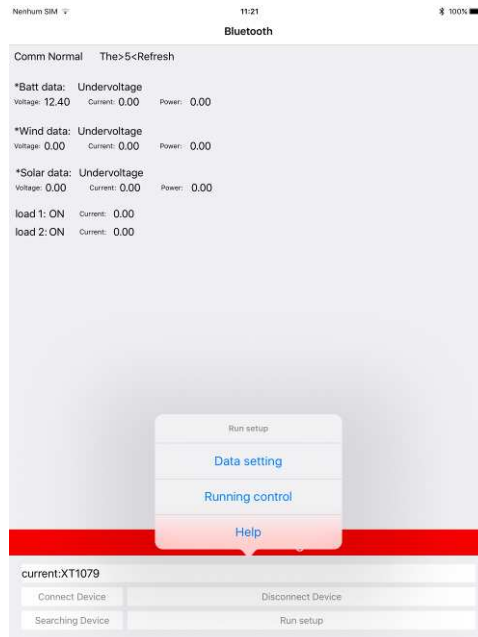 Nenhum SIM 11:21 100%
Bluetooth
Comm Normal The>5<Refresh
*Batt data: Undervoltage
Voltage: 12.40 Current: 0.00 Power: 0.00
*Wind data: Undervoltage
Voltage: 0.00 Current: 0.00 Power: 0.00
*Solar data: Undervoltage
Voltage: 0.00 Current: 0.00 Power: 0.00
load 1: ON Current: 0.00
load 2: ON Current: 0.00
Run setup
Data setting
Running control
Help
current:XT1079
Connect Device Disconnect Device
Searching Device Run setup